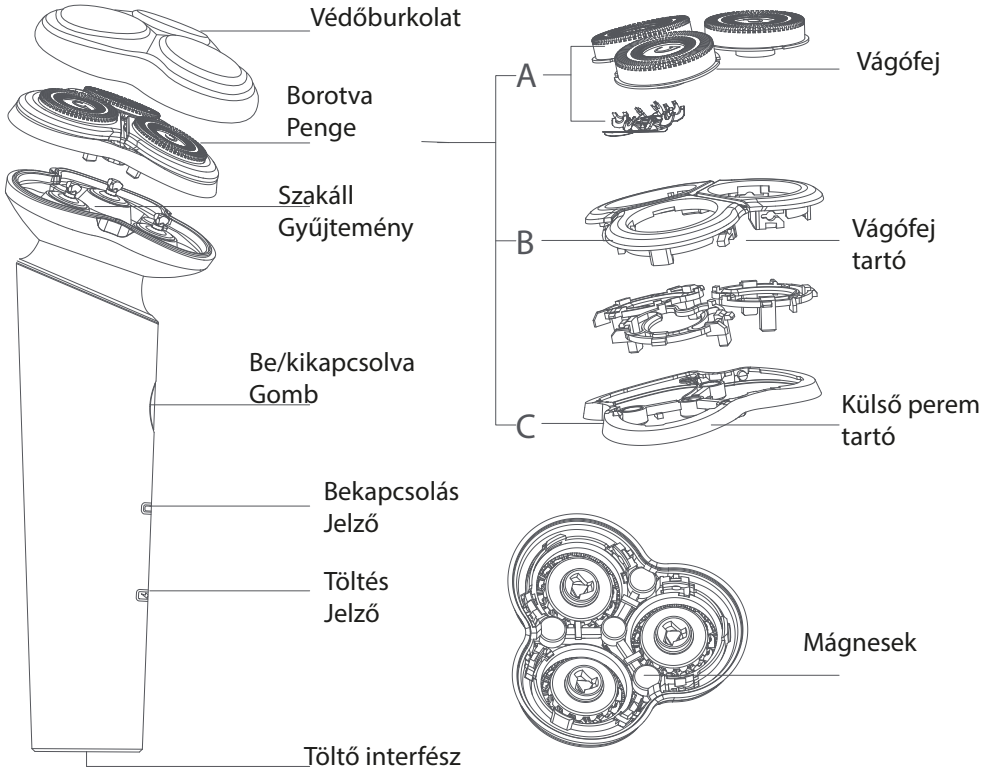 Védőburkolat
Borotva
Penge
Szakáll
Gyűjtemény
Be/kikapcsolva
Gomb
Bekapcsolás
Jelző
Töltés
Jelző
Töltő interfész
A
Vágófej
B
Vágófej
tartó
C
Külső perem
tartó
Mágnesek